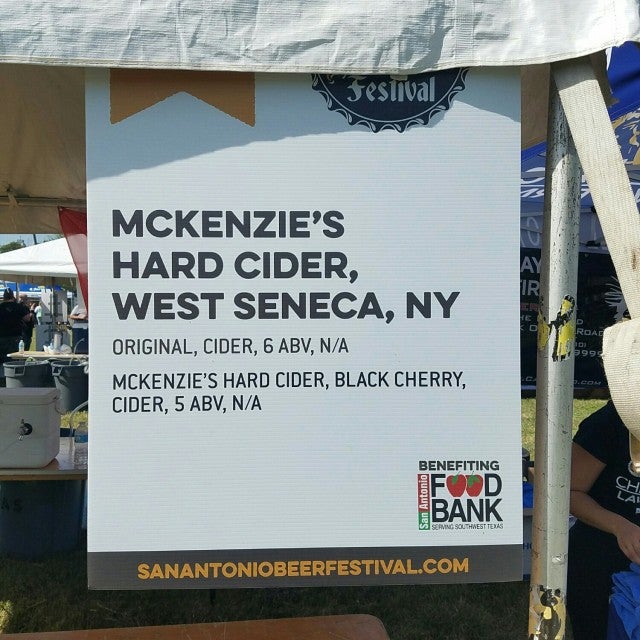 Festival
MCKENZIE'S
HARD CIDER,
WEST SENECA, NY
ORIGINAL, CIDER, 6 ABV, N/A
MCKENZIE'S HARD CIDER, BLACK CHERRY,
CIDER, 5 ABV, N/A
BENEFITING
San Antonio
FOOD
BANK
SERVING SOUTHWEST TEXAS
SANANTONIOBEERFESTIVAL.COM